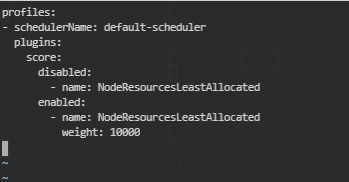 profiles:
- schedulerName: default-scheduler
  plugins:
    score:
      disabled:
        - name: NodeResourcesLeastAllocated
      enabled:
        - name: NodeResourcesLeastAllocated
          weight: 10000
~
~